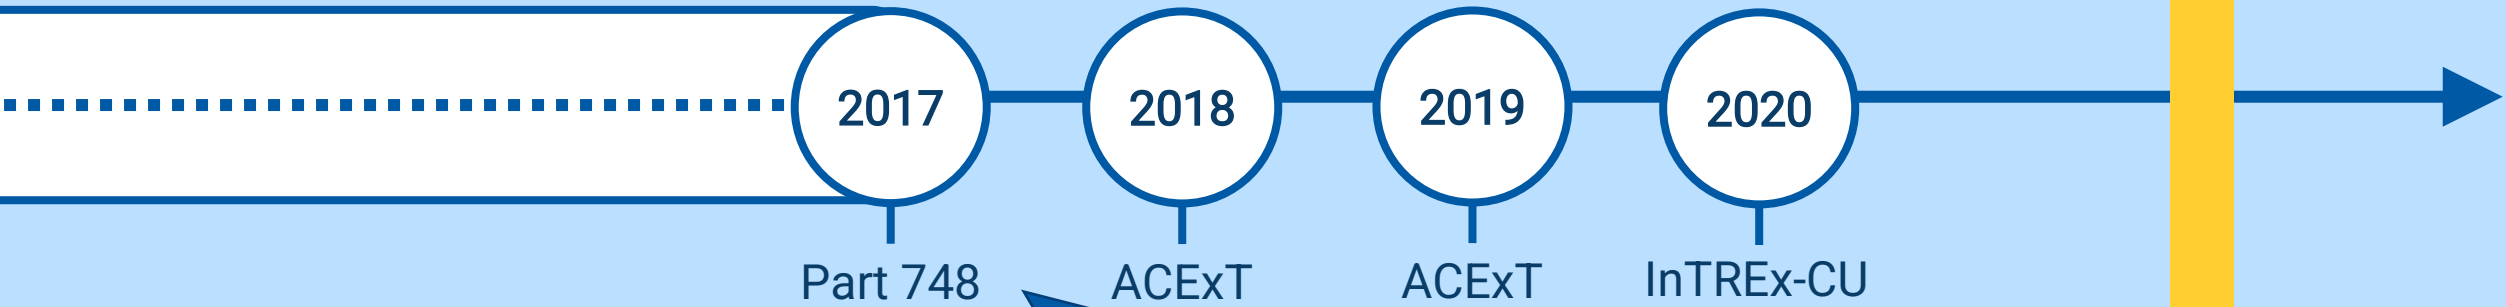 2017 2018 2019 2020
Part 748 ACExT ACExT InTREx-CU